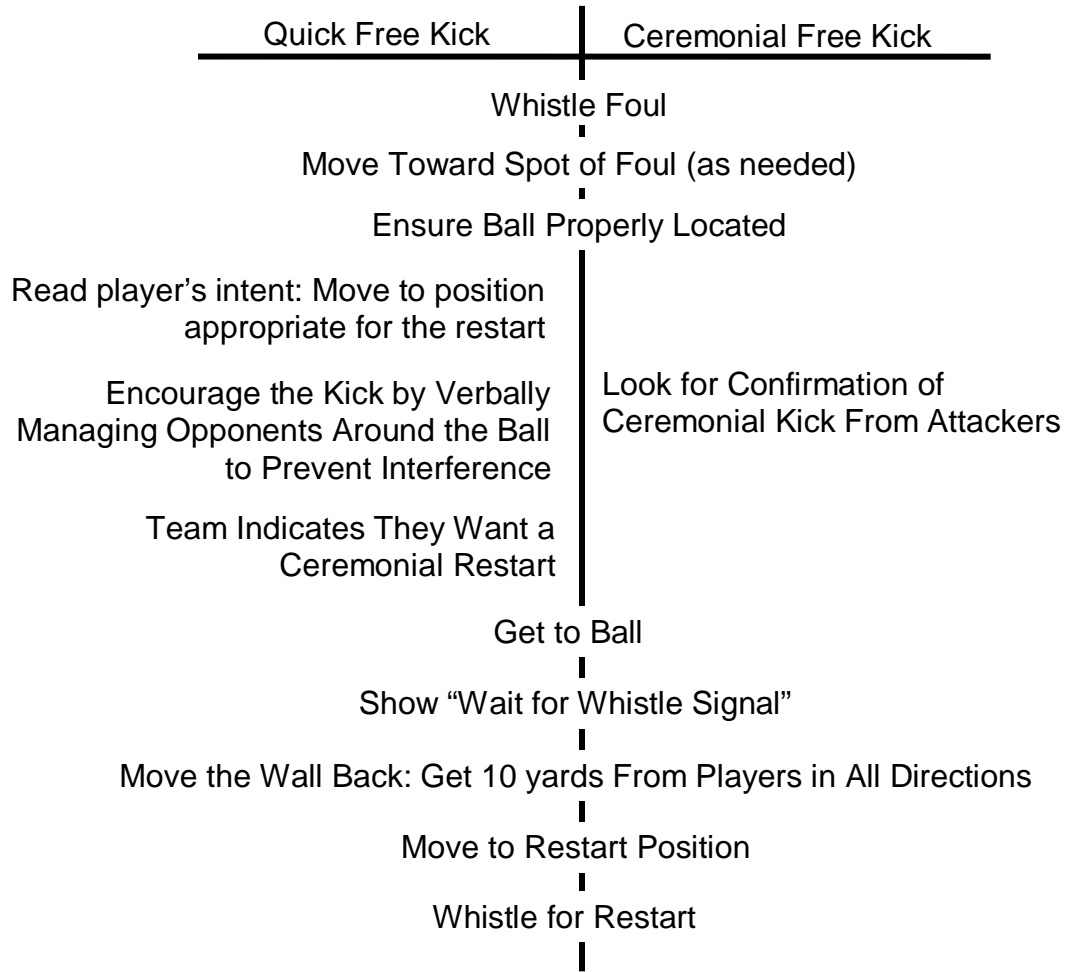 Quick Free Kick
Ceremonial Free Kick
Whistle Foul
Move Toward Spot of Foul (as needed)
Ensure Ball Properly Located
Read player’s intent: Move to position
appropriate for the restart
Encourage the Kick by Verbally
Managing Opponents Around the Ball
to Prevent Interference
Team Indicates They Want a
Ceremonial Restart
Look for Confirmation of
Ceremonial Kick From Attackers
Get to Ball
Show “Wait for Whistle Signal”
Move the Wall Back: Get 10 yards From Players in All Directions
Move to Restart Position
Whistle for Restart